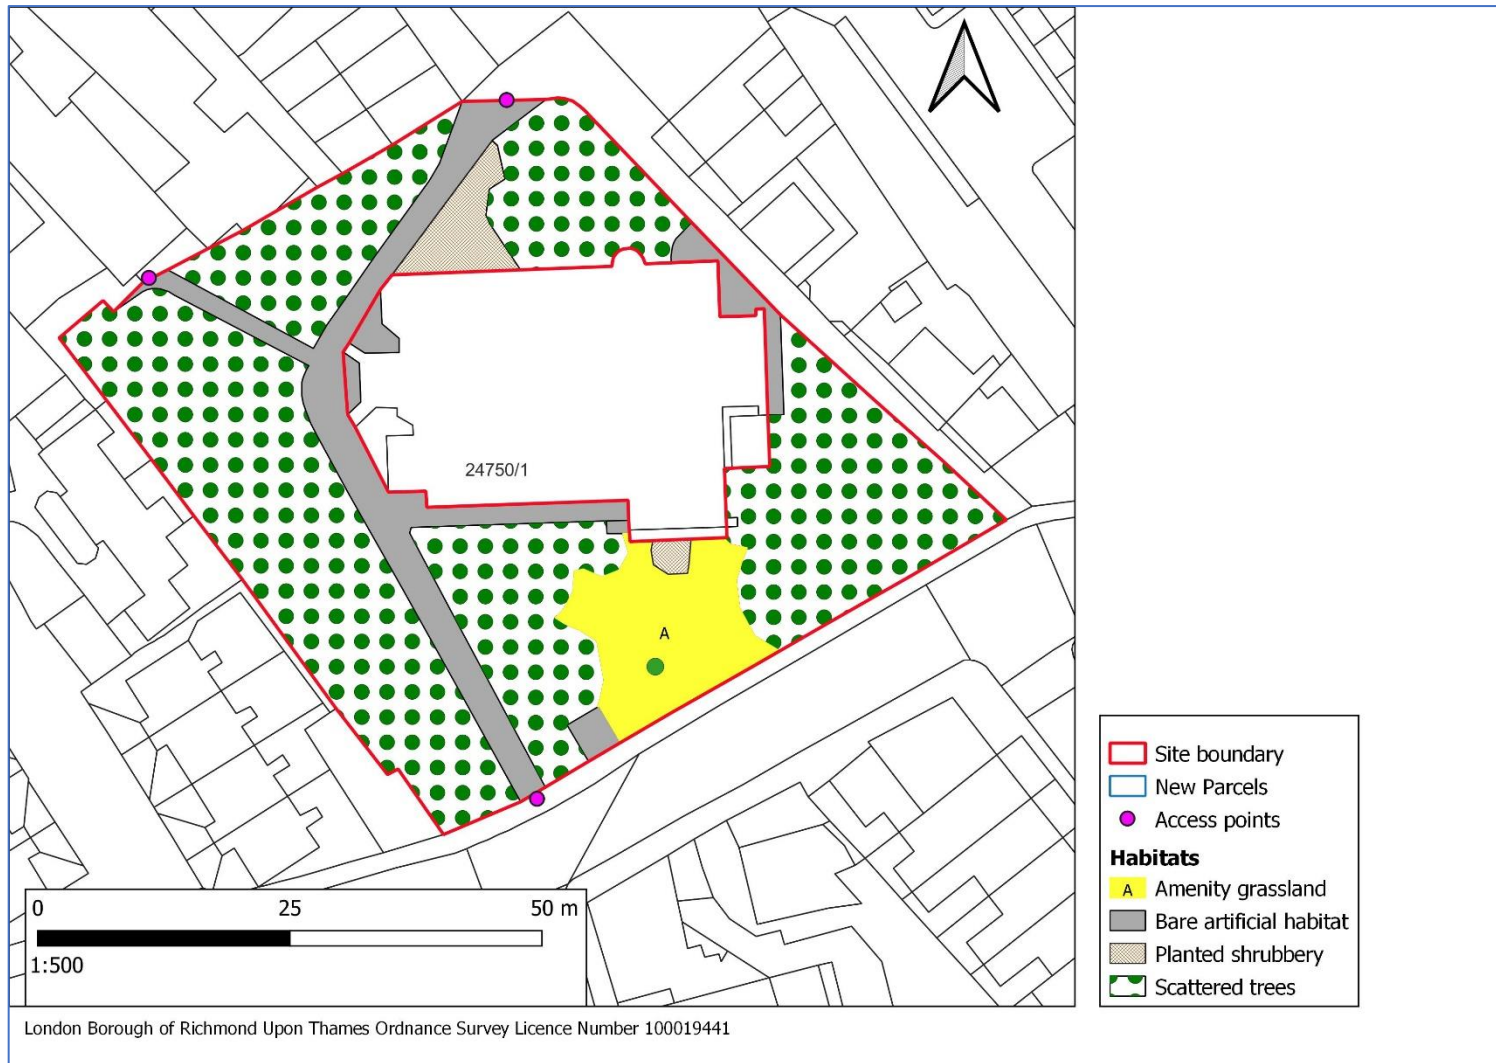 24750/1
A
Site boundary
New Parcels
Access points
Habitats
A Amenity grassland
Bare artificial habitat
Planted shrubbery
Scattered trees
0 25 50 m
1:500
London Borough of Richmond Upon Thames Ordnance Survey Licence Number 100019441